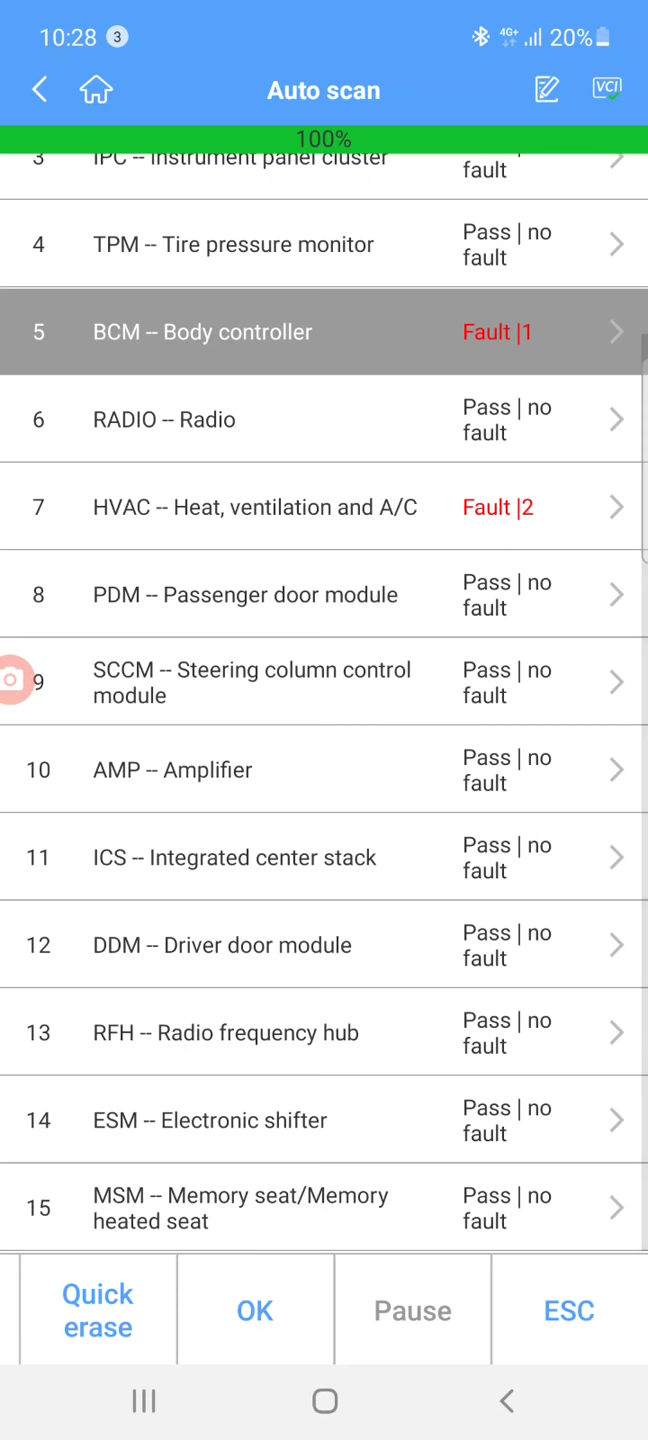 10:28 3 4G+ 20%
Auto scan VCI
100%
3 IPC -- Instrument panel cluster
fault
4 TPM -- Tire pressure monitor Pass | no
fault
5 BCM -- Body controller Fault |1
6 RADIO -- Radio Pass | no
fault
7 HVAC -- Heat, ventilation and A/C Fault |2
8 PDM -- Passenger door module Pass | no
fault
9 SCCM -- Steering column control
module Pass | no
fault
10 AMP -- Amplifier Pass | no
fault
11 ICS -- Integrated center stack Pass | no
fault
12 DDM -- Driver door module Pass | no
fault
13 RFH -- Radio frequency hub Pass | no
fault
14 ESM -- Electronic shifter Pass | no
fault
15 MSM -- Memory seat/Memory
heated seat Pass | no
fault
Quick
erase OK Pause ESC